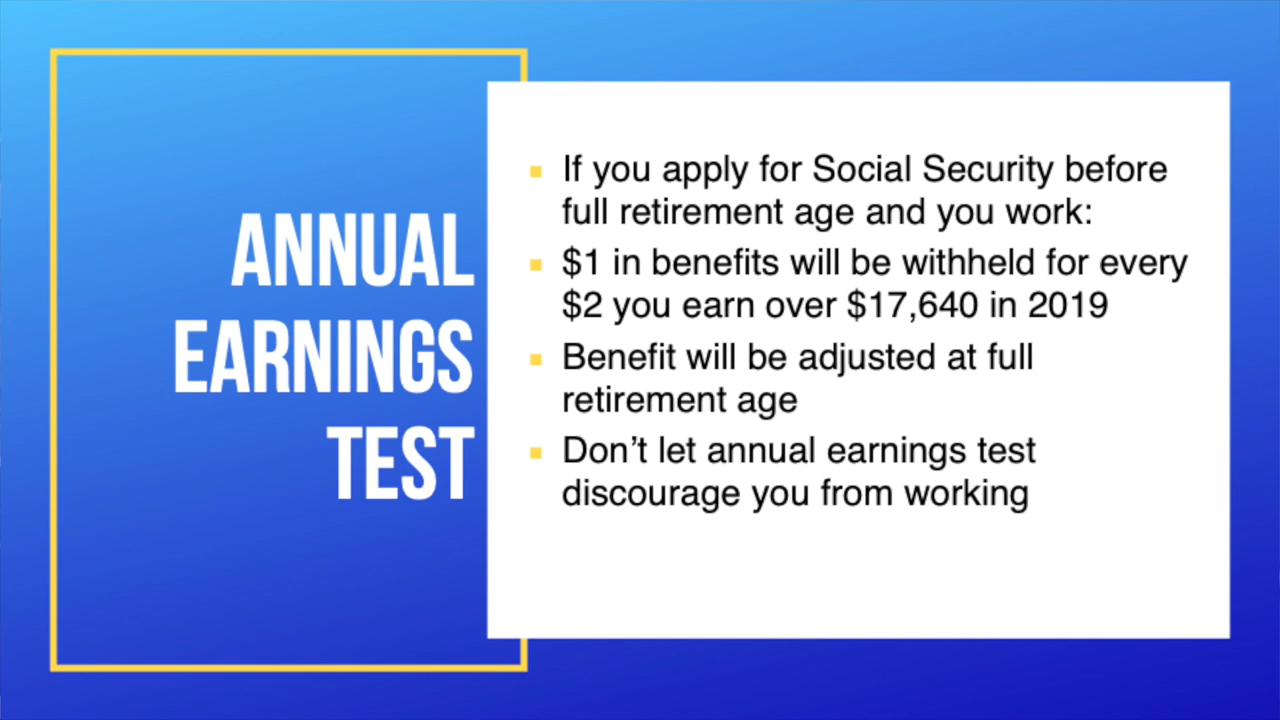 ANNUAL
EARNINGS
TEST
If you apply for Social Security before
full retirement age and you work:
$1 in benefits will be withheld for every
$2 you earn over $17,640 in 2019
Benefit will be adjusted at full
retirement age
Don’t let annual earnings test
discourage you from working